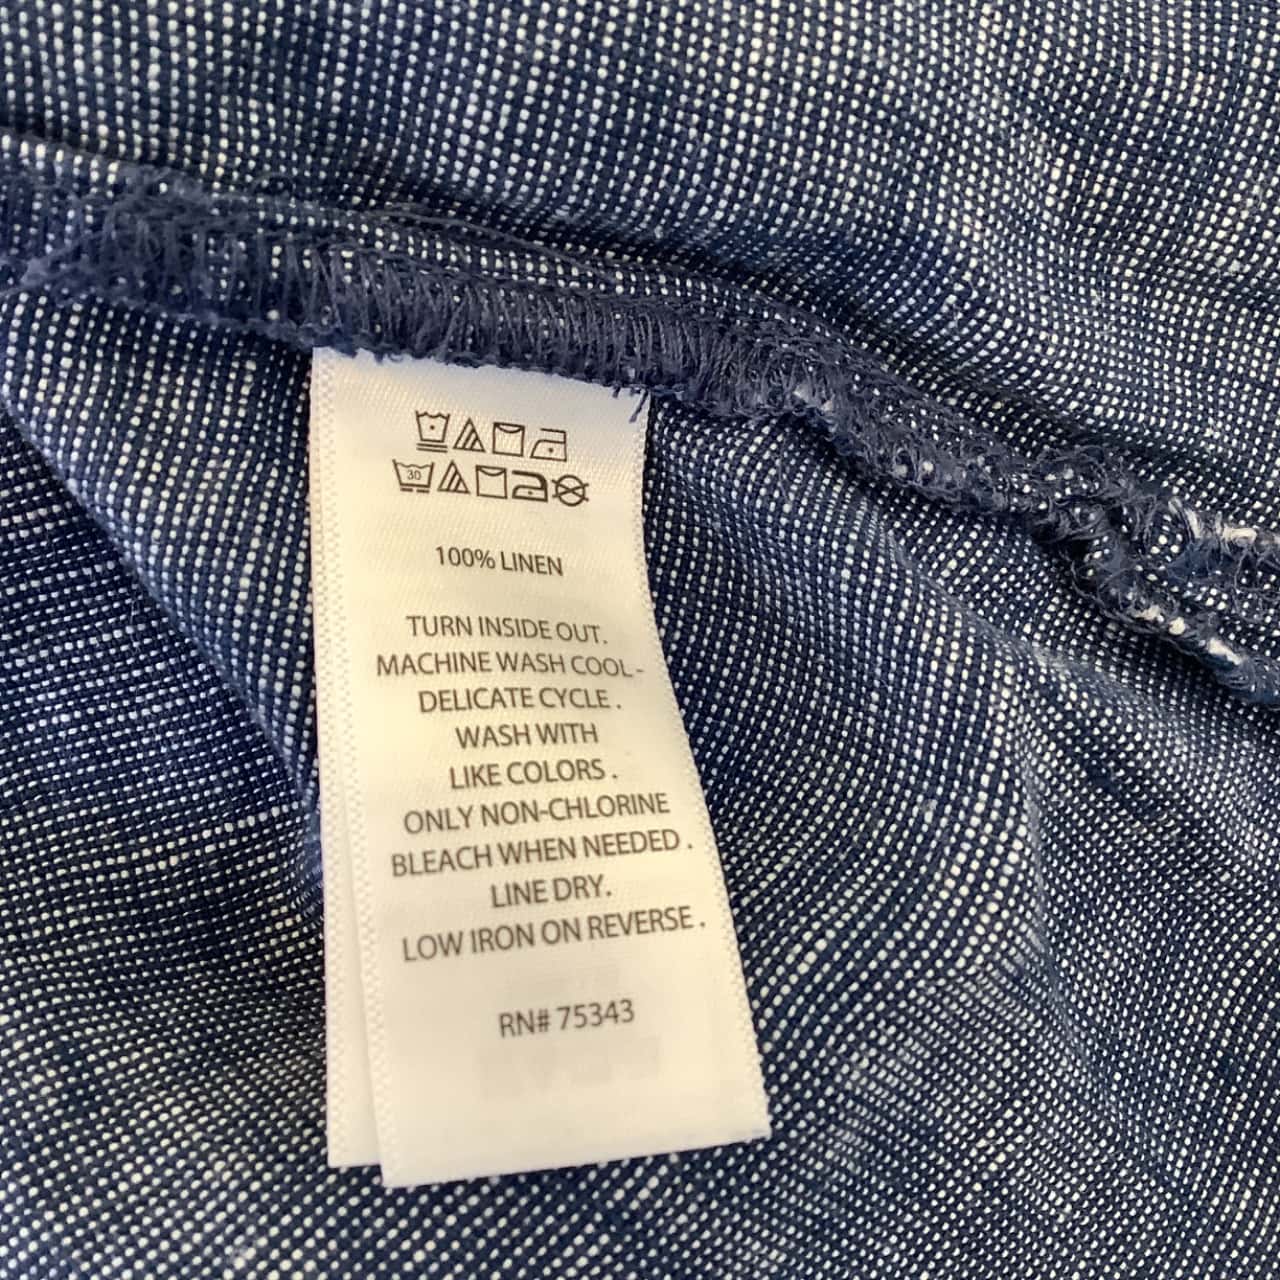 30
100% LINEN
TURN INSIDE OUT.
MACHINE WASH COOL-
DELICATE CYCLE.
WASH WITH
LIKE COLORS.
ONLY NON-CHLORINE
BLEACH WHEN NEEDED.
LINE DRY.
LOW IRON ON REVERSE.
RN# 75343